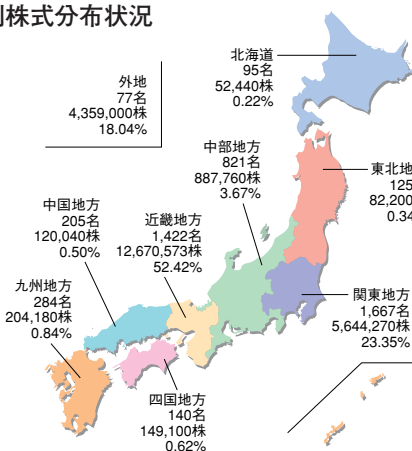 別株式分布状況
北海道
95名
52,440株
0.22%
外地
77名
4,359,000株
18.04%
中部地方
821名
887,760株
3.67%
東北地
125
82,200
0.34
中国地方
205名
120,040株
0.50%
近畿地方
1,422名
12,670,573株
52.42%
九州地方
284名
204,180株
0.84%
関東地方
1,667名
5,644,270株
23.35%
四国地方
140名
149,100株
0.62%